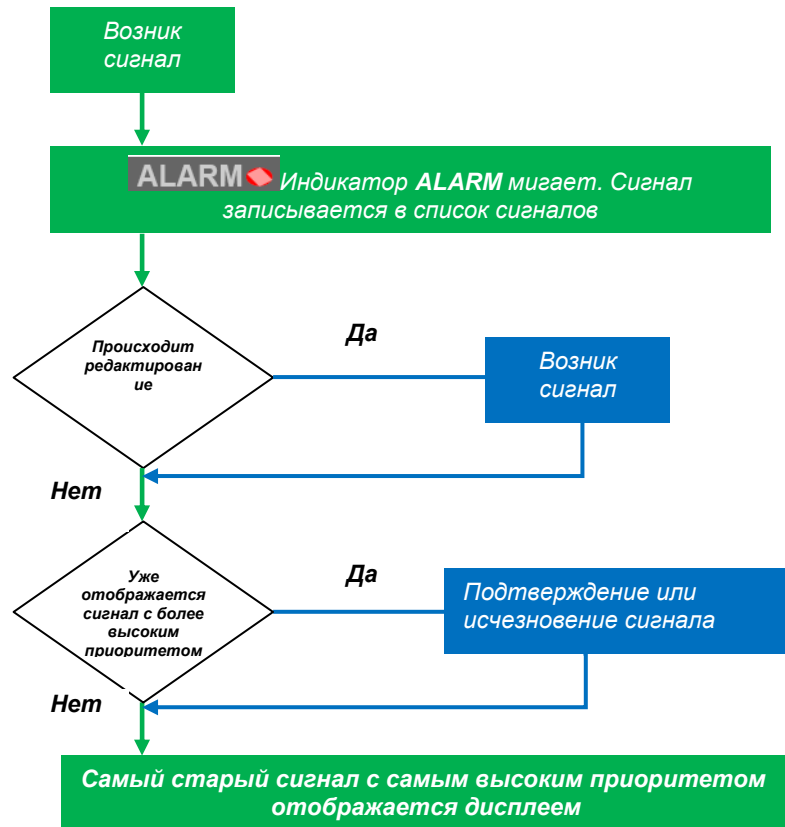 Возник
сигнал
ALARM Индикатор ALARM мигает. Сигнал
записывается в список сигналов
Происходит
редактирован
ие
Да
Возник
сигнал
Нет
Уже
отображается
сигнал с более
высоким
приоритетом
Да
Подтверждение или
исчезновение сигнала
Нет
Самый старый сигнал с самым высоким приоритетом
отображается дисплеем